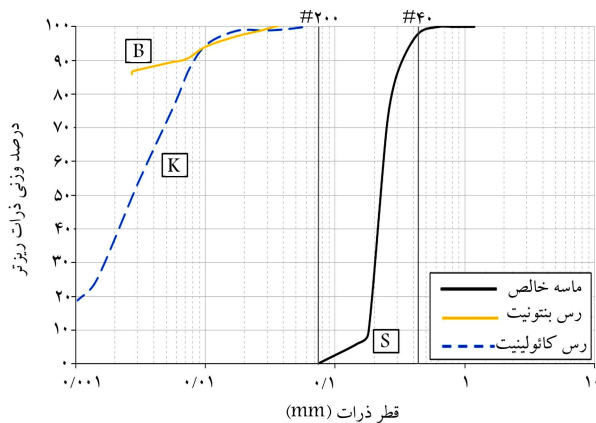 #۲۰۰
#۴۰
۱۰۰
B
۹۰
۸۰
۷۰
K
۶۰
۵۰
۴۰
۳۰
۲۰
۱۰
۰
درصد وزنی ذرات ریزتر
ماسه خالص
رس بنتونیت
رس کائولینیت
S
۰/۰۰۱
۰/۰۱
۰/۱
۱
۱۰
قطر ذرات (mm)